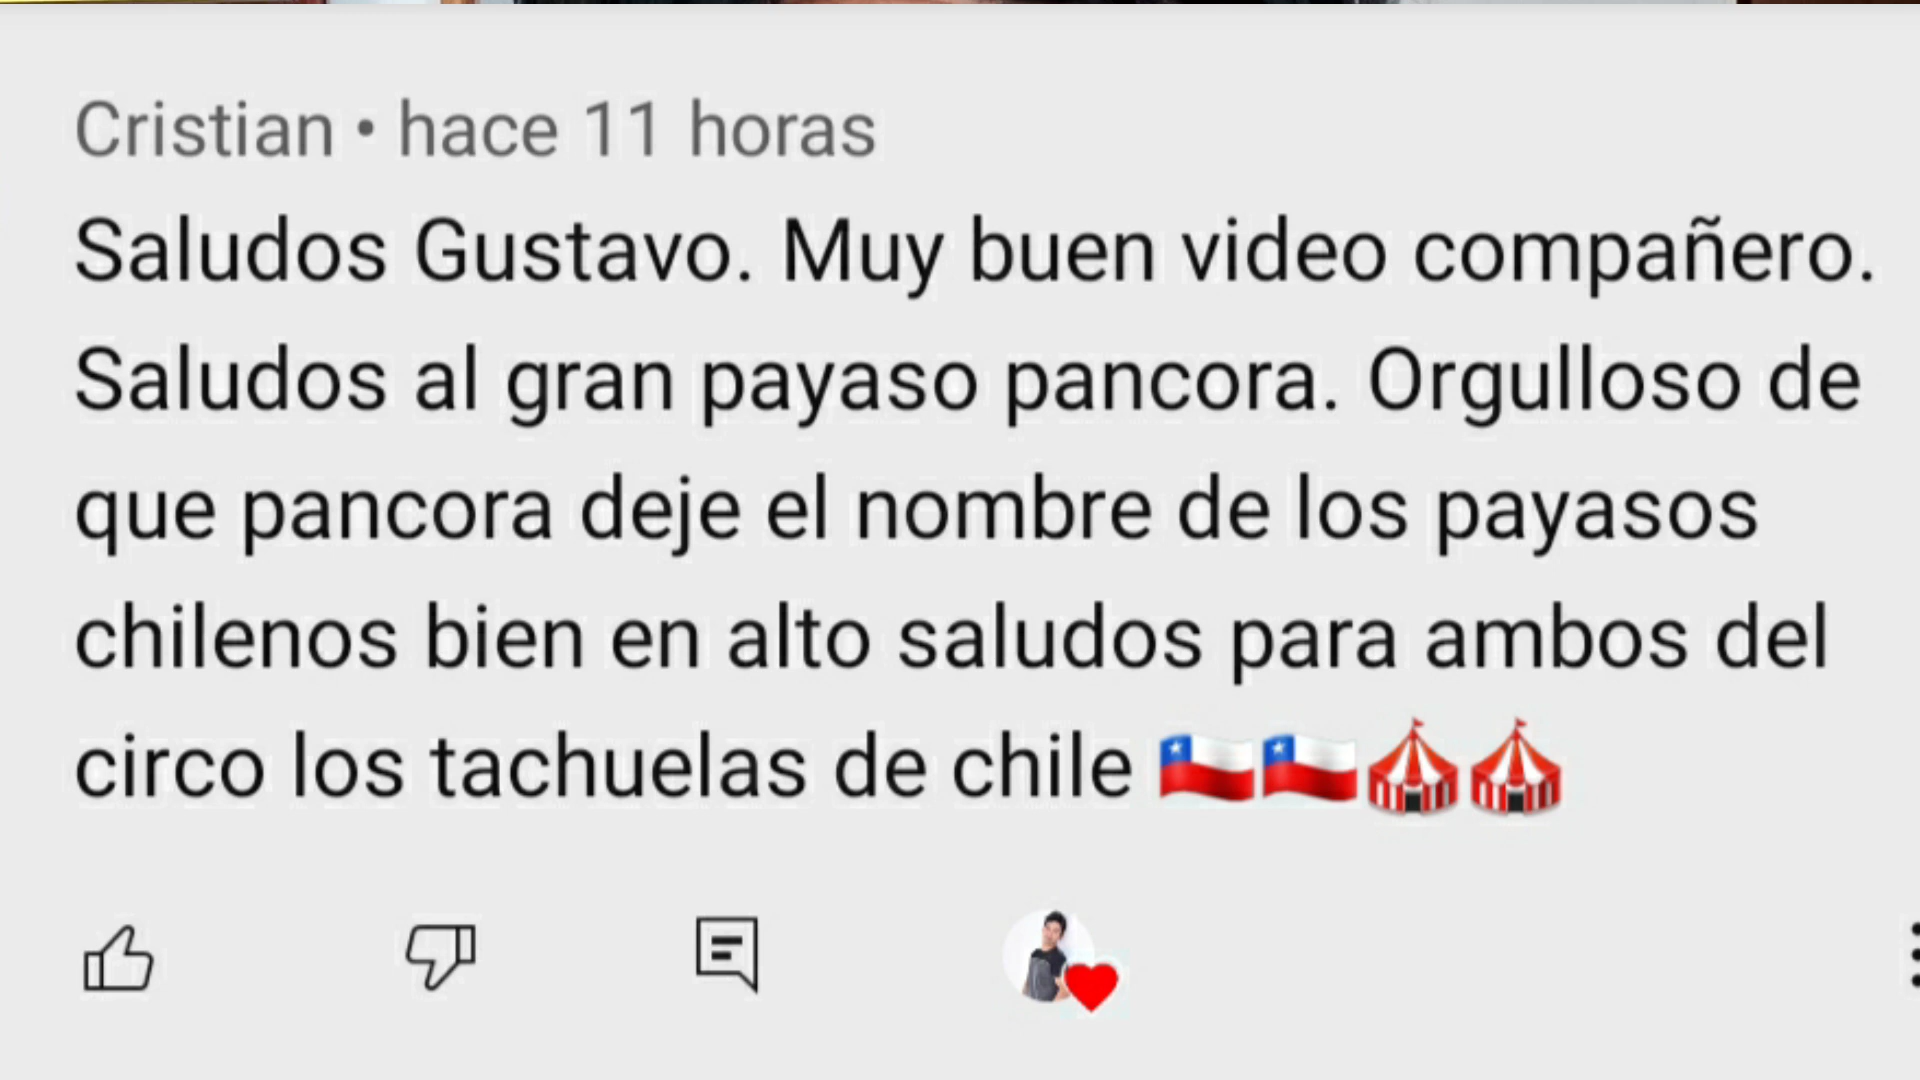 Cristian • hace 11 horas
Saludos Gustavo. Muy buen video compañero.
Saludos al gran payaso pancora. Orgulloso de
que pancora deje el nombre de los payasos
chilenos bien en alto saludos para ambos del
circo los tachuelas de chile 🇨🇱🇨🇱🎪🎪